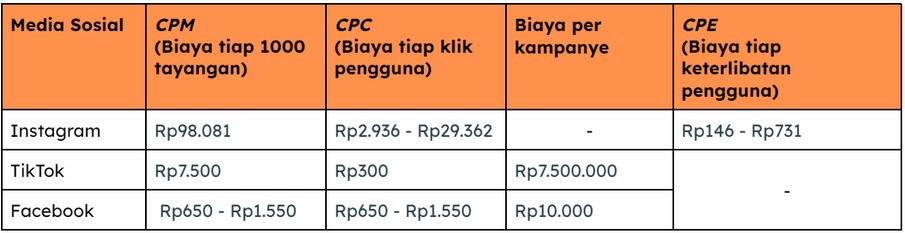 Media Sosial
CPM
(Biaya tiap 1000
tayangan)
CPC
(Biaya tiap klik
pengguna)
Biaya per
kampanye
CPE
(Biaya tiap
keterlibatan
pengguna)
Instagram
Rp98.081
Rp2.936 - Rp29.362
-
Rp146 - Rp731
TikTok
Rp7.500
Rp300
Rp7.500.000
-
Facebook
Rp650 - Rp1.550
Rp650 - Rp1.550
Rp10.000